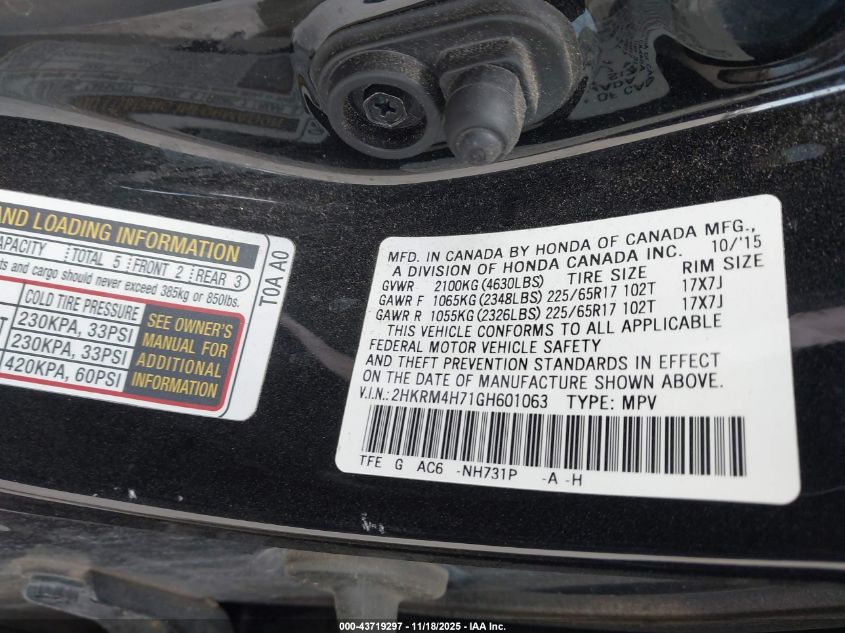 AND LOADING INFORMATION
APACITY TOTAL 5 FRONT 2 REAR 3
ts and cargo should never exceed 385kg or 850lbs.
COLD TIRE PRESSURE
230KPA, 33PSI
230KPA, 33PSI
420KPA, 60PSI
SEE OWNER'S
MANUAL FOR
ADDITIONAL
INFORMATION
T0A A0
MFD. IN CANADA BY HONDA OF CANADA MFG.,
A DIVISION OF HONDA CANADA INC. 10/'15
GVWR 2100KG (4630LBS) TIRE SIZE RIM SIZE
GAWR F 1065KG (2348LBS) 225/65R17 102T 17X7J
GAWR R 1055KG (2326LBS) 225/65R17 102T 17X7J
THIS VEHICLE CONFORMS TO ALL APPLICABLE
FEDERAL MOTOR VEHICLE SAFETY
AND THEFT PREVENTION STANDARDS IN EFFECT
ON THE DATE OF MANUFACTURE SHOWN ABOVE.
V.I.N.: 2HKRM4H71GH601063 TYPE: MPV
TFE G AC6 -NH731P -A -H
000-43719297 - 11/18/2025 - IAA Inc.